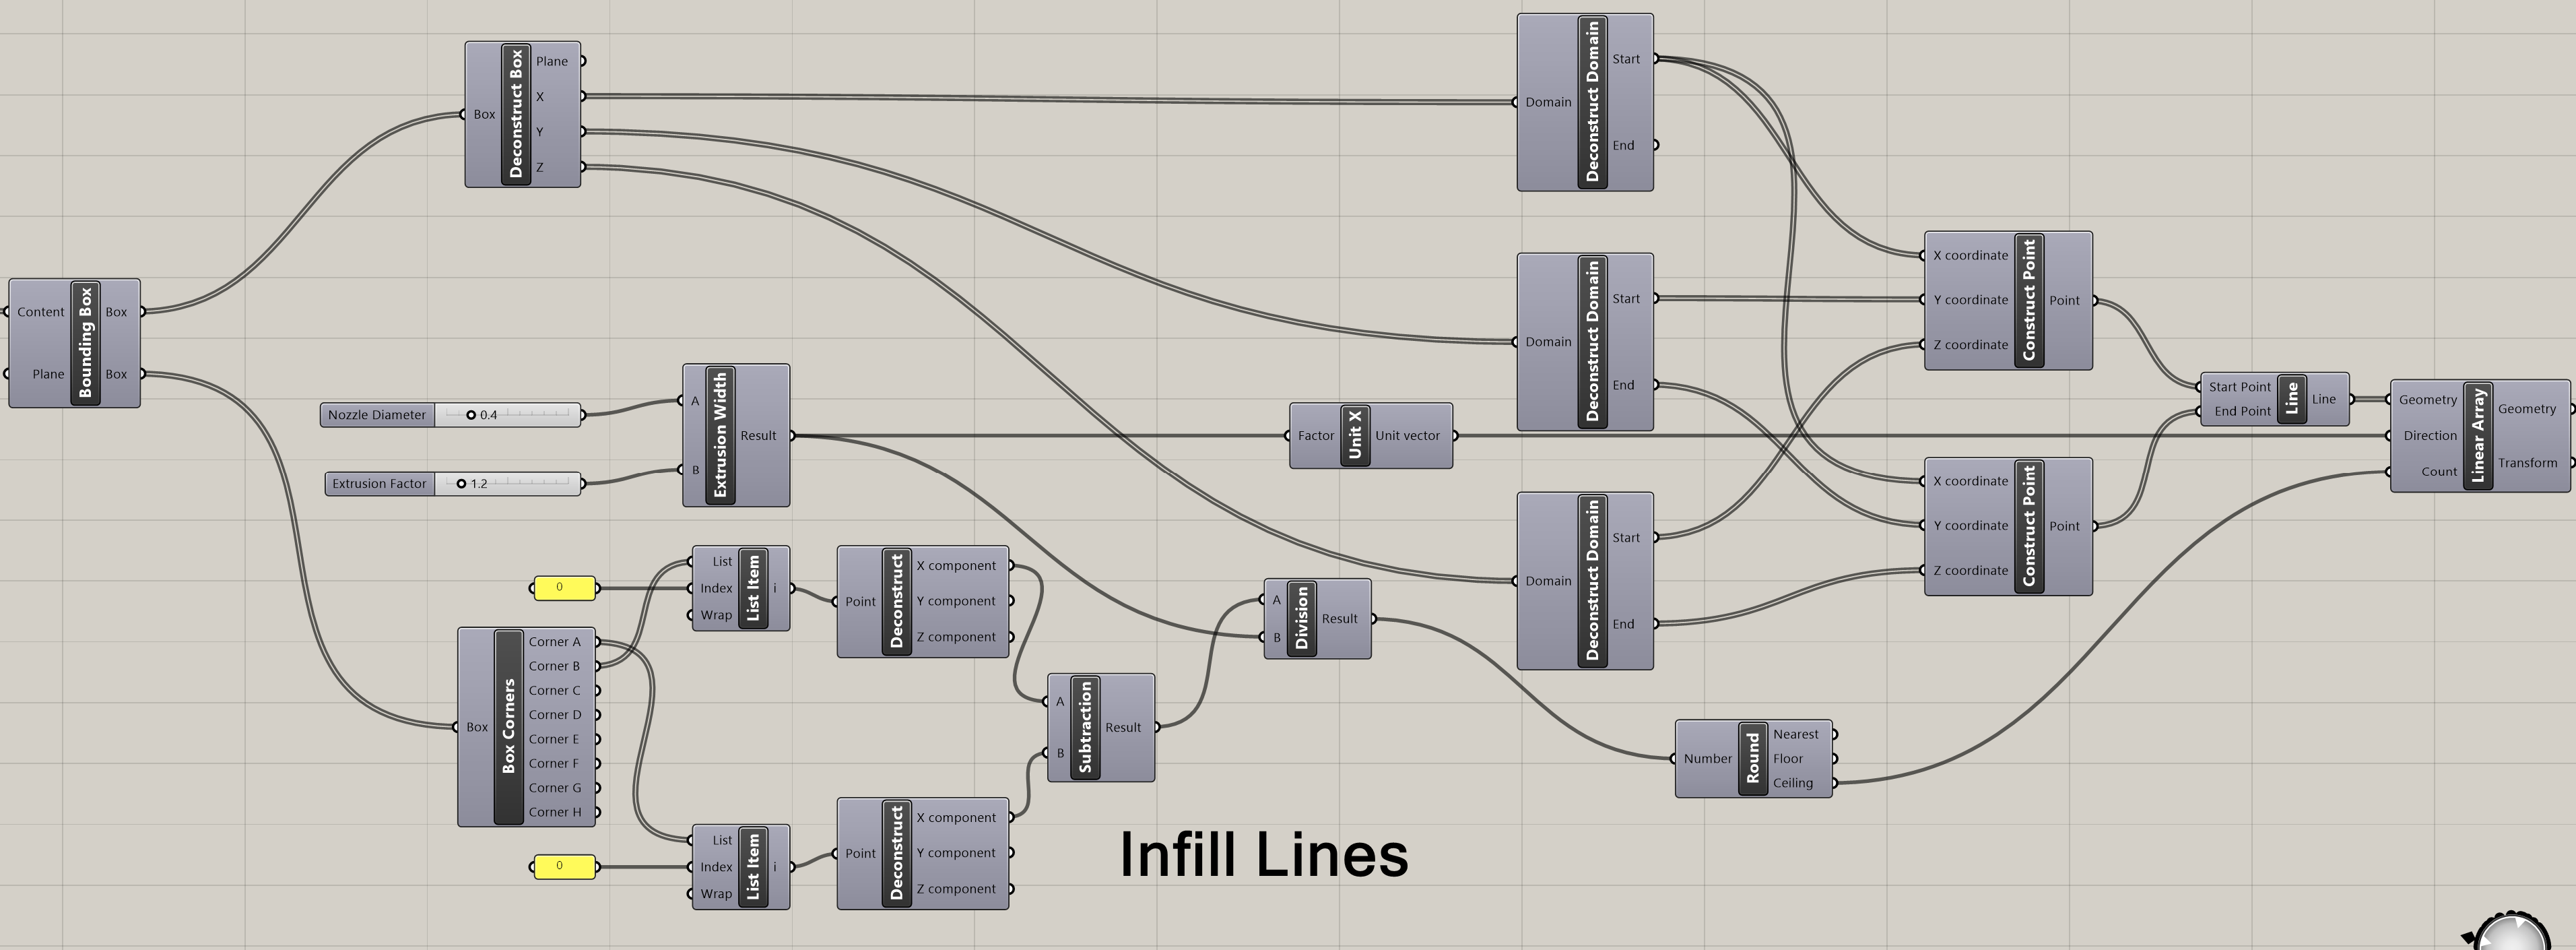 Content
Plane
Bounding Box
Box
Box
Box
Deconstruct Box
Plane
X
Y
Z
Nozzle Diameter
0.4
Extrusion Factor
1.2
A
B
Extrusion Width
Result
0
List
Index
Wrap
List Item
i
Point
Deconstruct
X component
Y component
Z component
Box
Box Corners
Corner A
Corner B
Corner C
Corner D
Corner E
Corner F
Corner G
Corner H
0
List
Index
Wrap
List Item
i
Point
Deconstruct
X component
Y component
Z component
A
B
Subtraction
Result
A
B
Division
Result
Factor
Unit X
Unit vector
Domain
Deconstruct Domain
Start
End
Domain
Deconstruct Domain
Start
End
Domain
Deconstruct Domain
Start
End
Number
Round
Nearest
Floor
Ceiling
X coordinate
Y coordinate
Z coordinate
Construct Point
Point
X coordinate
Y coordinate
Z coordinate
Construct Point
Point
Start Point
End Point
Line
Line
Geometry
Direction
Count
Linear Array
Geometry
Transform
Infill Lines